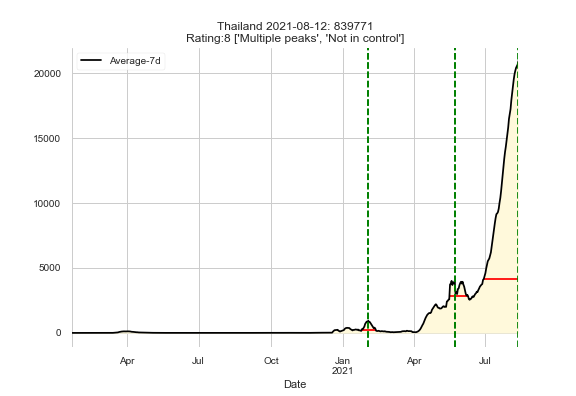 Thailand 2021-08-12: 839771
Rating:8 ['Multiple peaks', 'Not in control']
Average-7d
20000
15000
10000
5000
0
Apr Jul Oct Jan Apr Jul
2021
Date